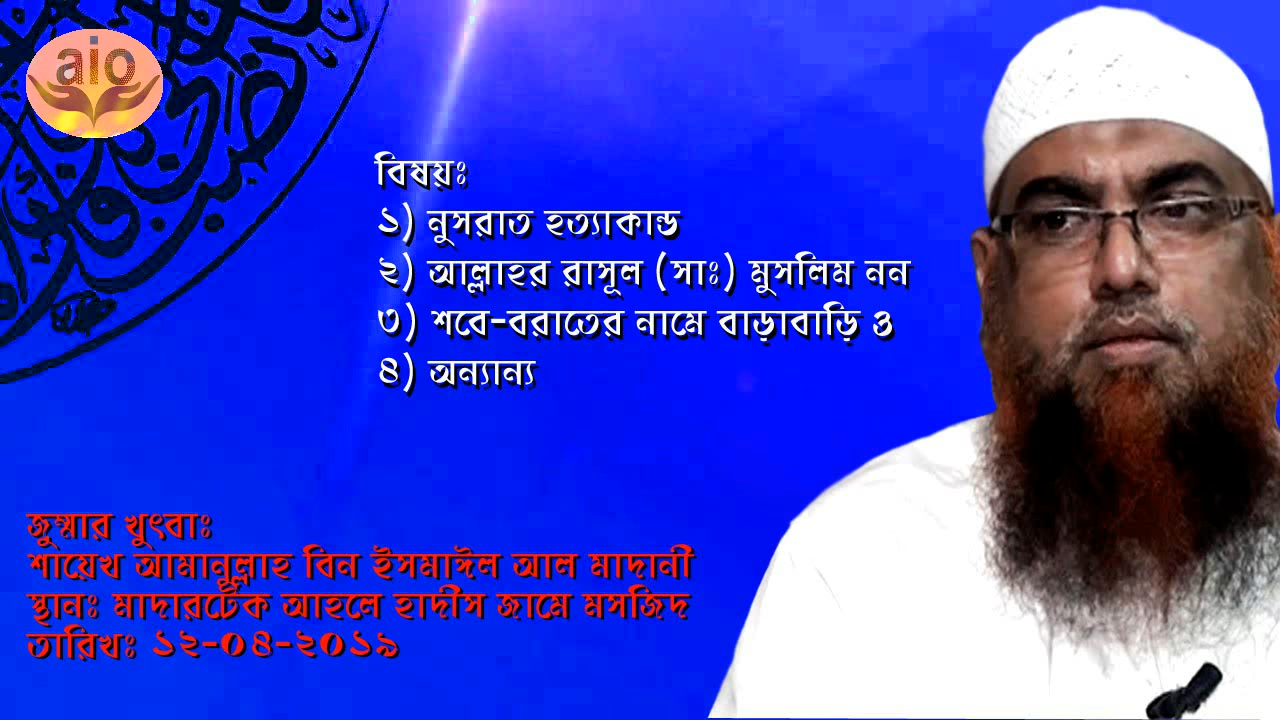 aio
বিষয়ঃ
১) নুসরাত হত্যাকান্ড
২) আল্লাহর রাসূল (সাঃ) মুসলিম নন
৩) শবে-বরাতের নামে বাড়াবাড়ি ও
৪) অন্যান্য
জুম্মার খুৎবাঃ
শায়েখ আমানুল্লাহ বিন ইসমাঈল আল মাদানী
স্থানঃ মাদারটেক আহলে হাদীস জামে মসজিদ
তারিখঃ ১২-০৪-২০১৯